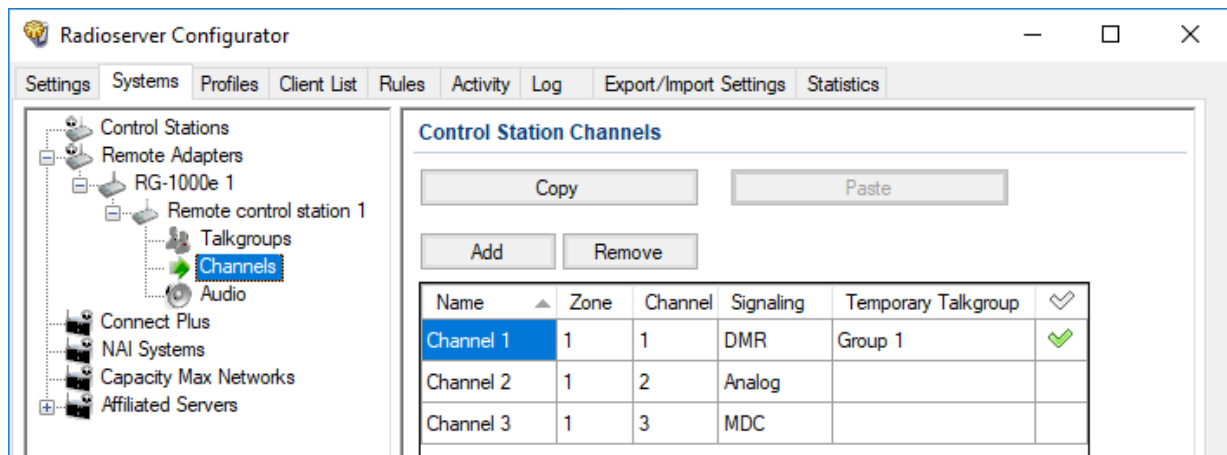 Radioserver Configurator
Settings Systems Profiles Client List Rules Activity Log Export/Import Settings Statistics
Control Stations
Remote Adapters
RG-1000e 1
Remote control station 1
Talkgroups
Channels
Audio
Connect Plus
NAI Systems
Capacity Max Networks
Affiliated Servers
Control Station Channels
Copy Paste
Add Remove
Name Zone Channel Signaling Temporary Talkgroup
Channel 1 1 1 DMR Group 1
Channel 2 1 2 Analog
Channel 3 1 3 MDC